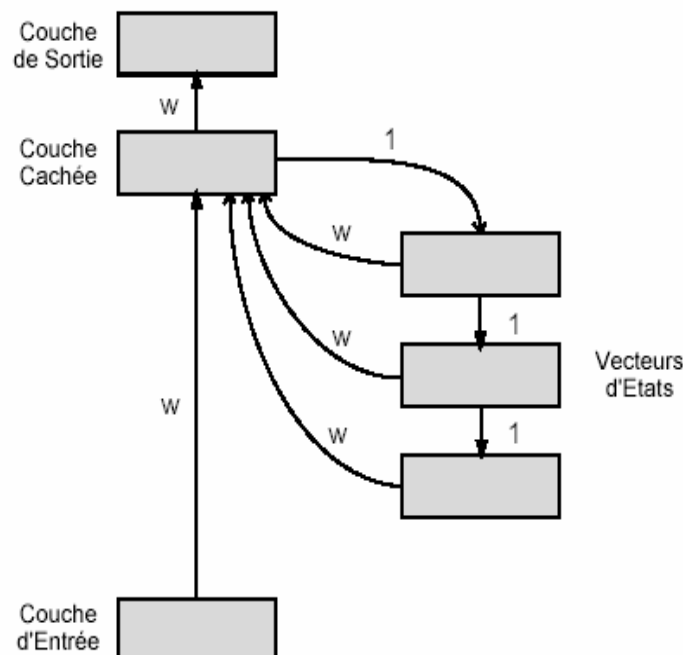 Couche
de Sortie
W
Couche
Cachée
1
W
1
W
Vecteurs
d'Etats
W
W
1
Couche
d'Entrée